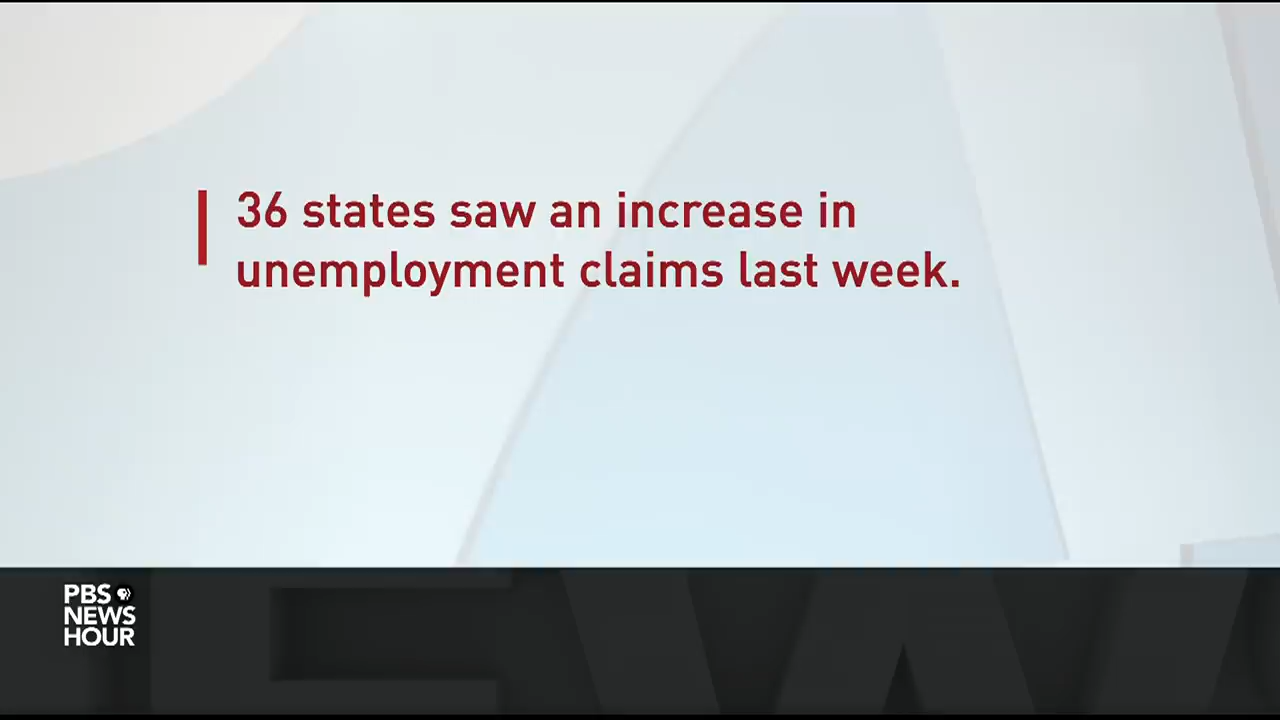 36 states saw an increase in
unemployment claims last week.
PBS
NEWS
HOUR